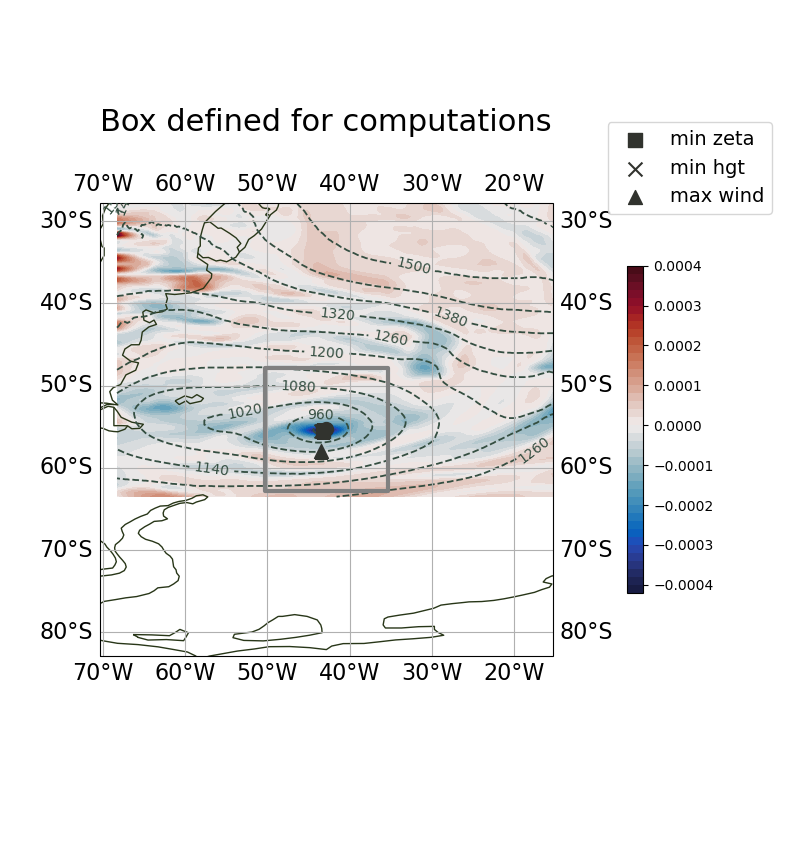 Box defined for computations
min zeta
min hgt
max wind
70°W 60°W 50°W 40°W 30°W 20°W
30°S 30°S
1500
0.0004
0.0003
0.0002
0.0001
0.0000
−0.0001
−0.0002
−0.0003
−0.0004
40°S 40°S
1320 1380
1260
1200
50°S 50°S
1080
1020 960
1260
1140
60°S 60°S
70°S 70°S
80°S 80°S
70°W 60°W 50°W 40°W 30°W 20°W